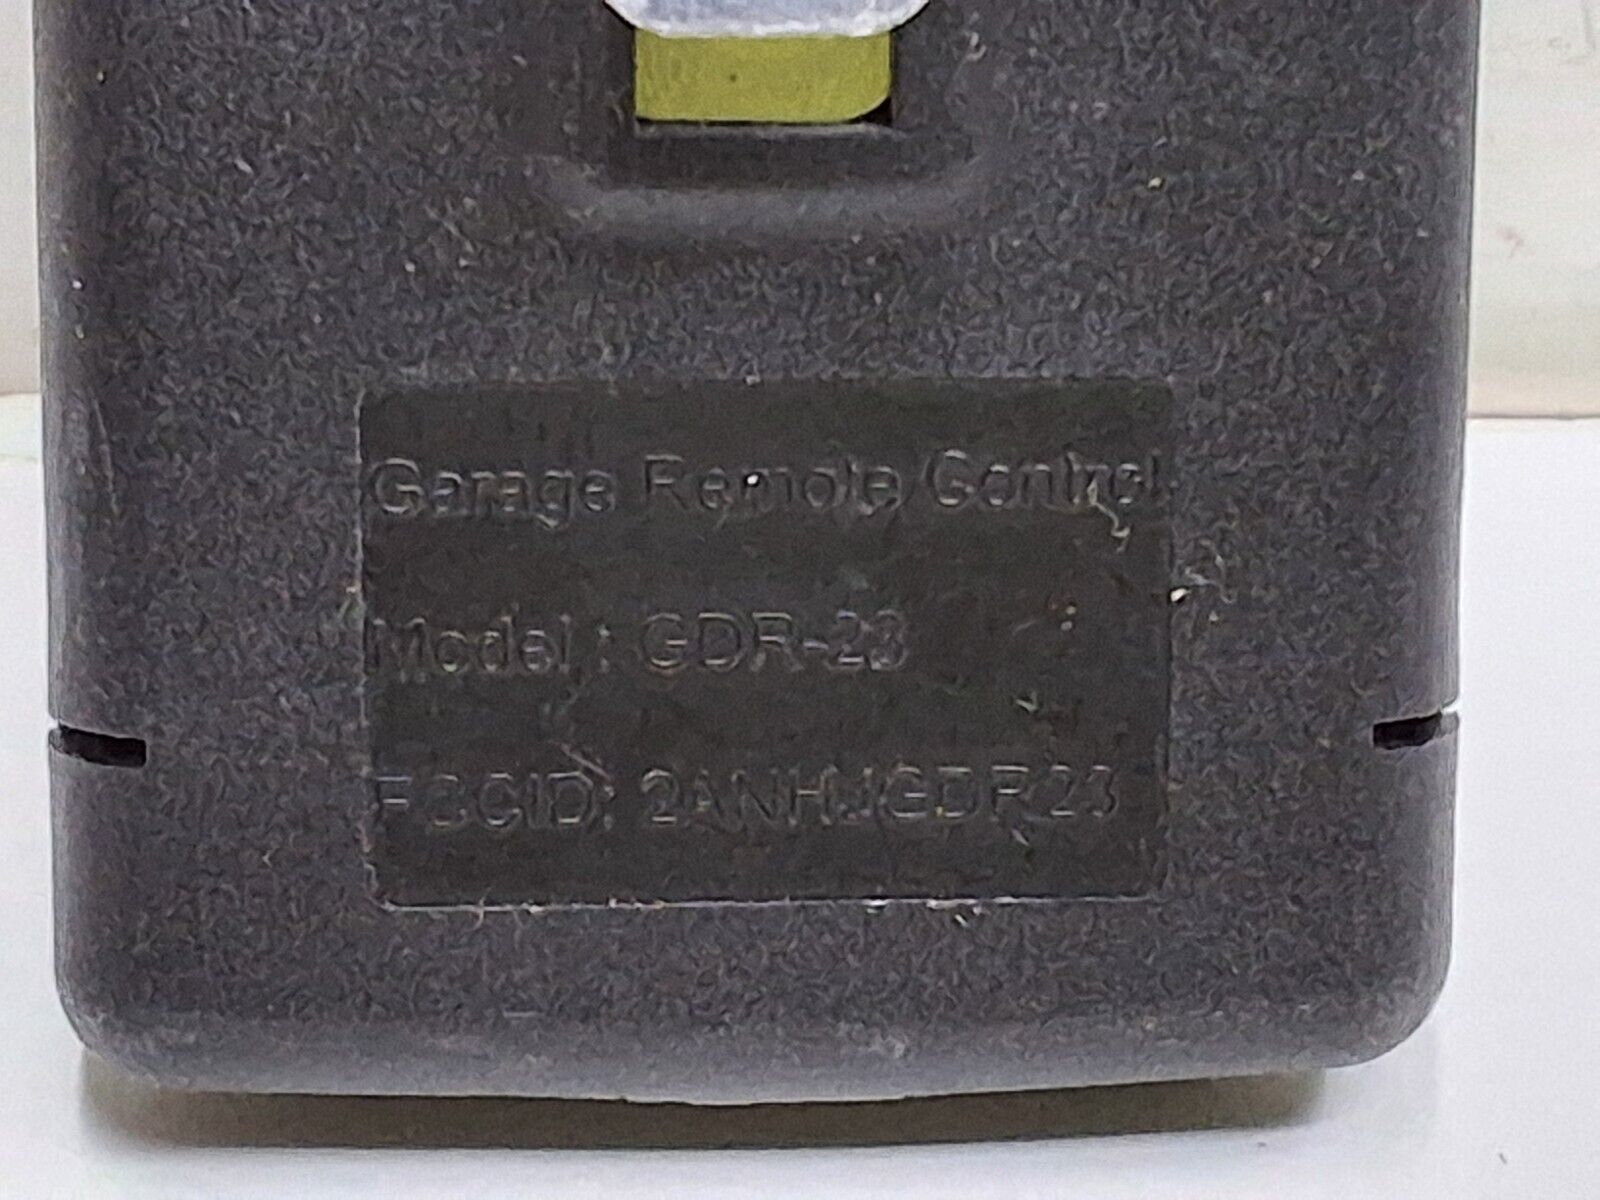 Garage Remote Control
Model : GDR-23
FCCID: 2ANHJGDR23